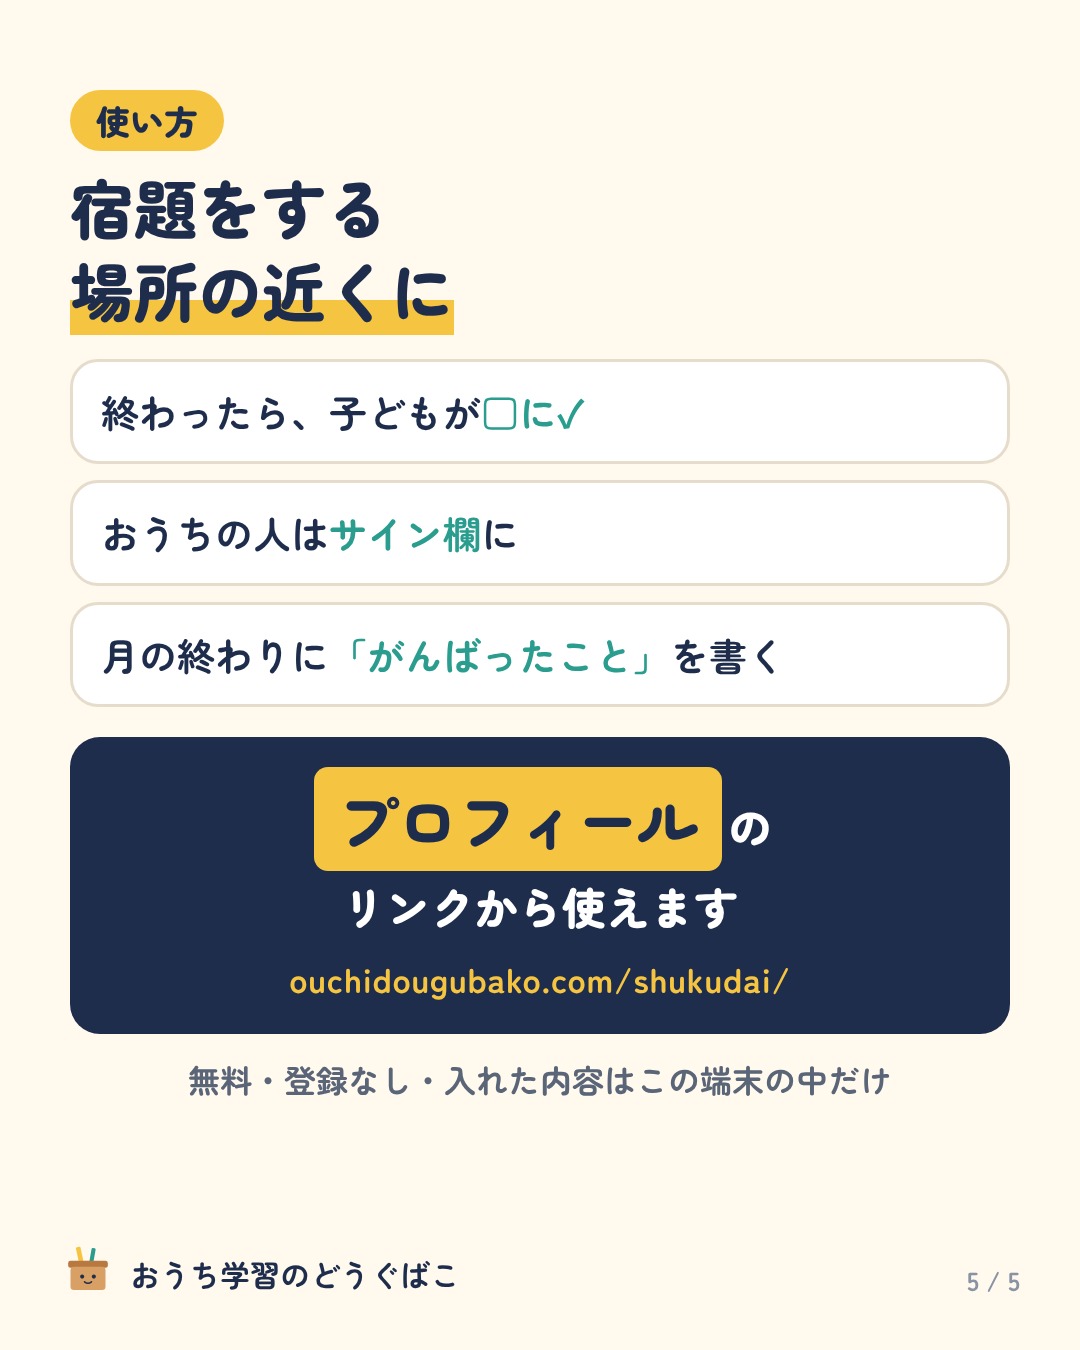 使い方
宿題をする
場所の近くに
終わったら、子どもが□に✓
おうちの人はサイン欄に
月の終わりに「がんばったこと」を書く
プロフィールの
リンクから使えます
ouchidougubako.com/shukudai/
無料・登録なし・入れた内容はこの端末の中だけ
おうち学習のどうぐばこ
5 / 5